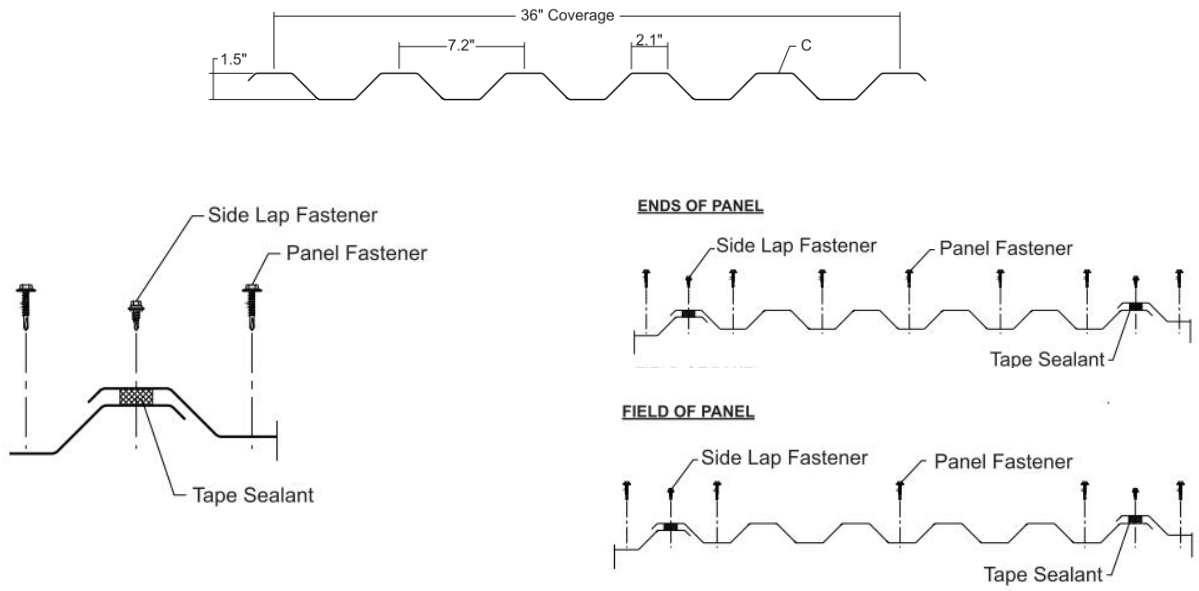 36" Coverage
7.2"
2.1"
C
1.5"
Side Lap Fastener
Panel Fastener
Tape Sealant
ENDS OF PANEL
Side Lap Fastener
Panel Fastener
Tape Sealant
FIELD OF PANEL
Side Lap Fastener
Panel Fastener
Tape Sealant